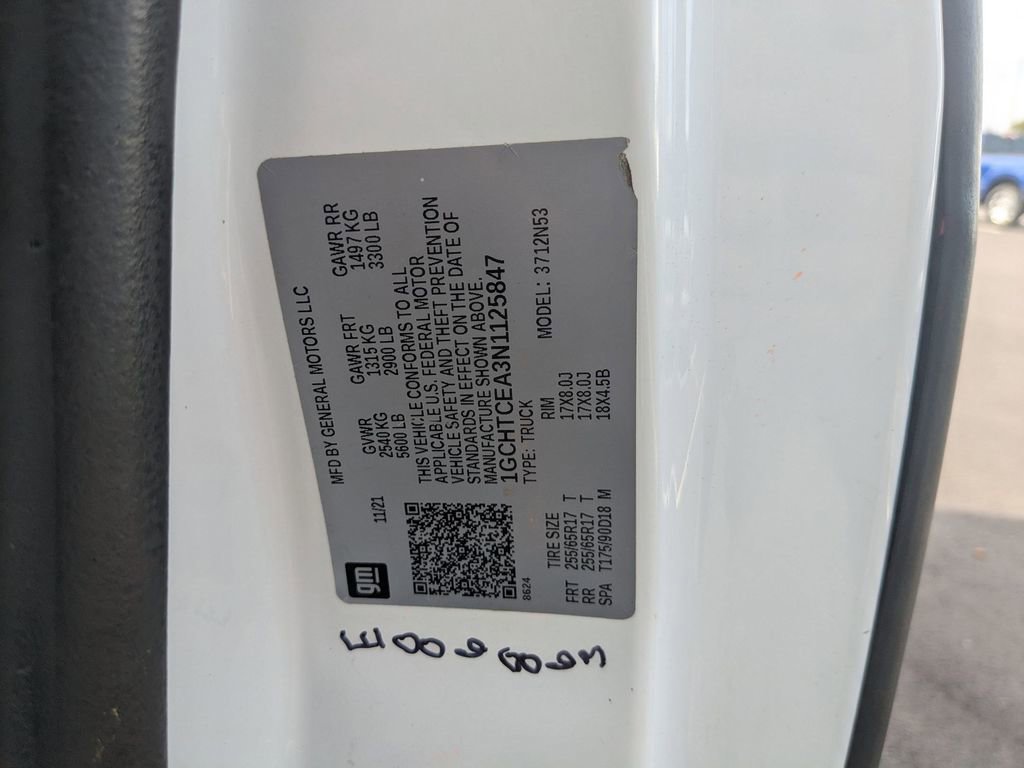 MFD BY GENERAL MOTORS LLC
gm
11/21
GVWR
2540 KG
5600 LB
GAWR FRT
1315 KG
2900 LB
GAWR RR
1497 KG
3300 LB
THIS VEHICLE CONFORMS TO ALL
APPLICABLE U.S. FEDERAL MOTOR
VEHICLE SAFETY AND THEFT PREVENTION
STANDARDS IN EFFECT ON THE DATE OF
MANUFACTURE SHOWN ABOVE.
1GCHTCEA3N1125847
TYPE: TRUCK
MODEL: 3712N53
8624
TIRE SIZE RIM
FRT 255/65R17 T 17X8.0J
RR 255/65R17 T 17X8.0J
SPA T175/90D18 M 18X4.5B